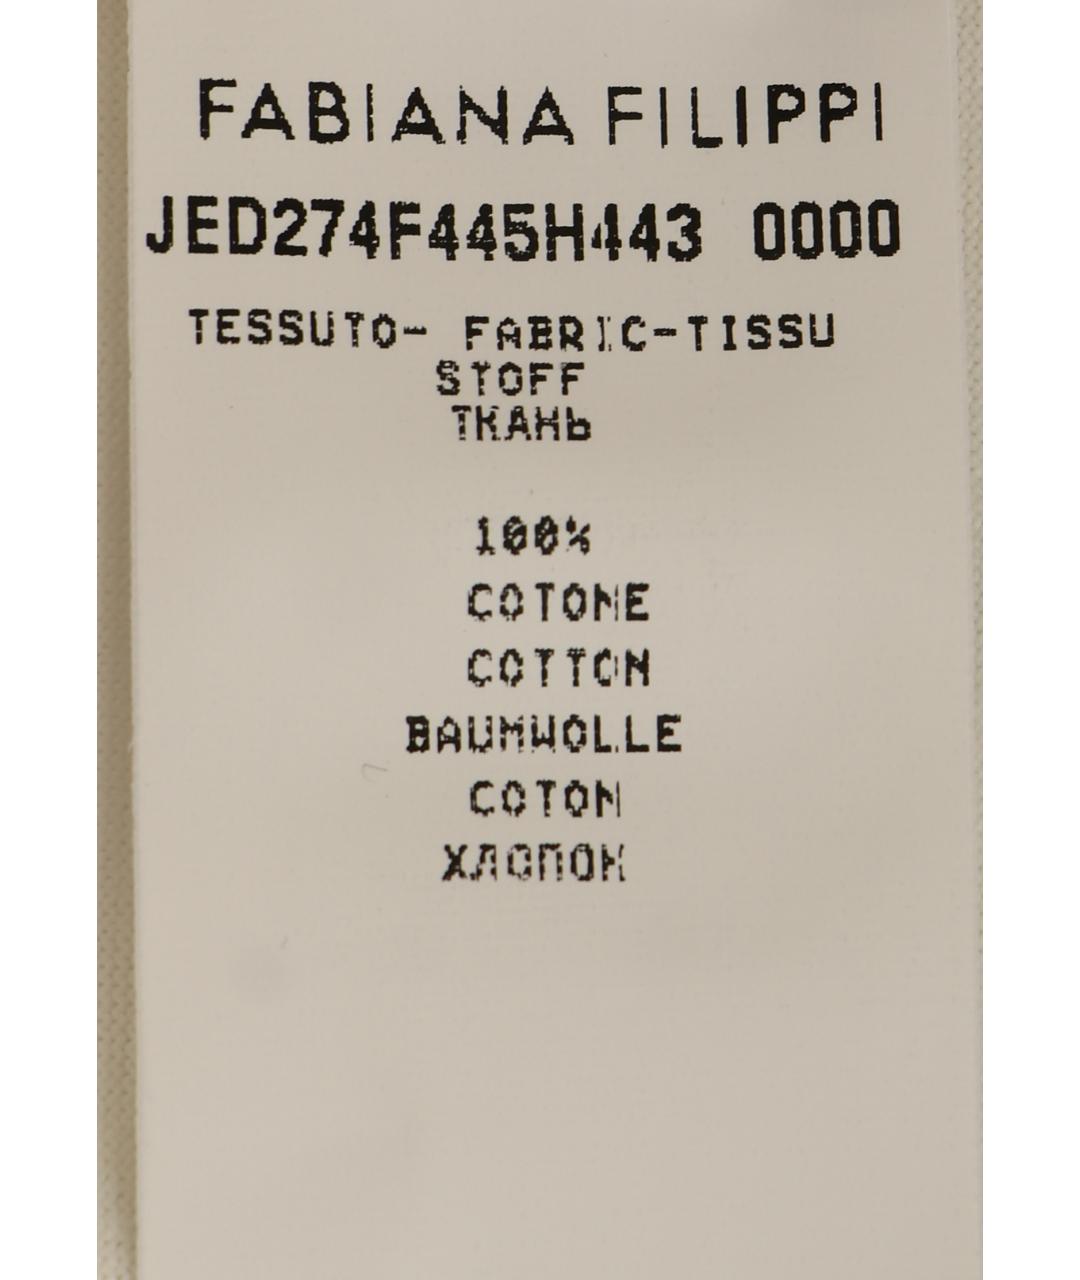 FABIANA FILIPPI
JED274F445H443 0000
TESSUTO- FABRIC-TISSU
STOFF
ТКАНЬ
100%
COTONE
COTTON
BAUMWOLLE
COTON
ХЛОПОК